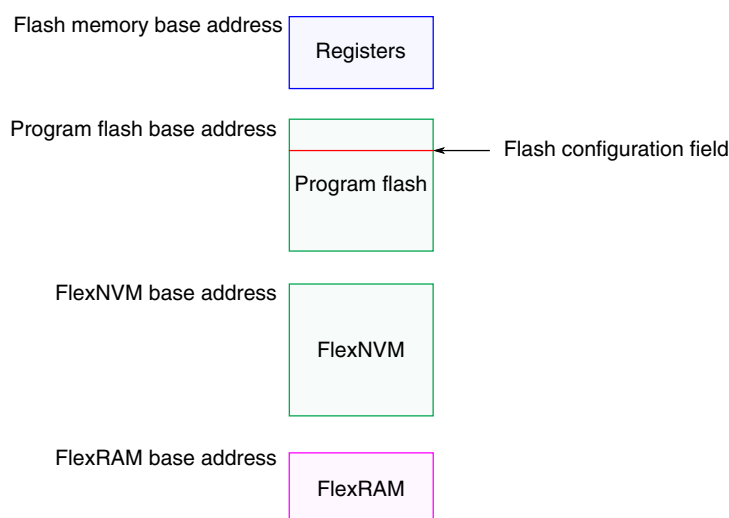 Flash memory base address
Registers
Program flash base address
Flash configuration field
Program flash
FlexNVM base address
FlexNVM
FlexRAM base address
FlexRAM